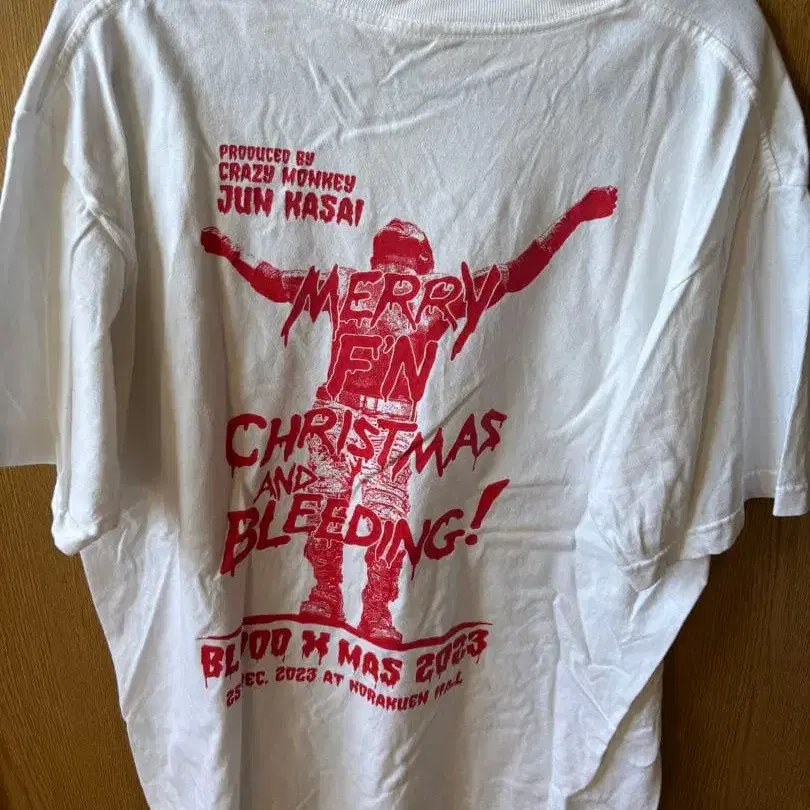 PRODUCED BY
CRAZY MONKEY
JUN KASAI
MERRY
F'N
CHRISTMAS
AND
BLEEDING!
BLOOD X MAS 2023
25 DEC. 2023 AT KORAKUEN HALL